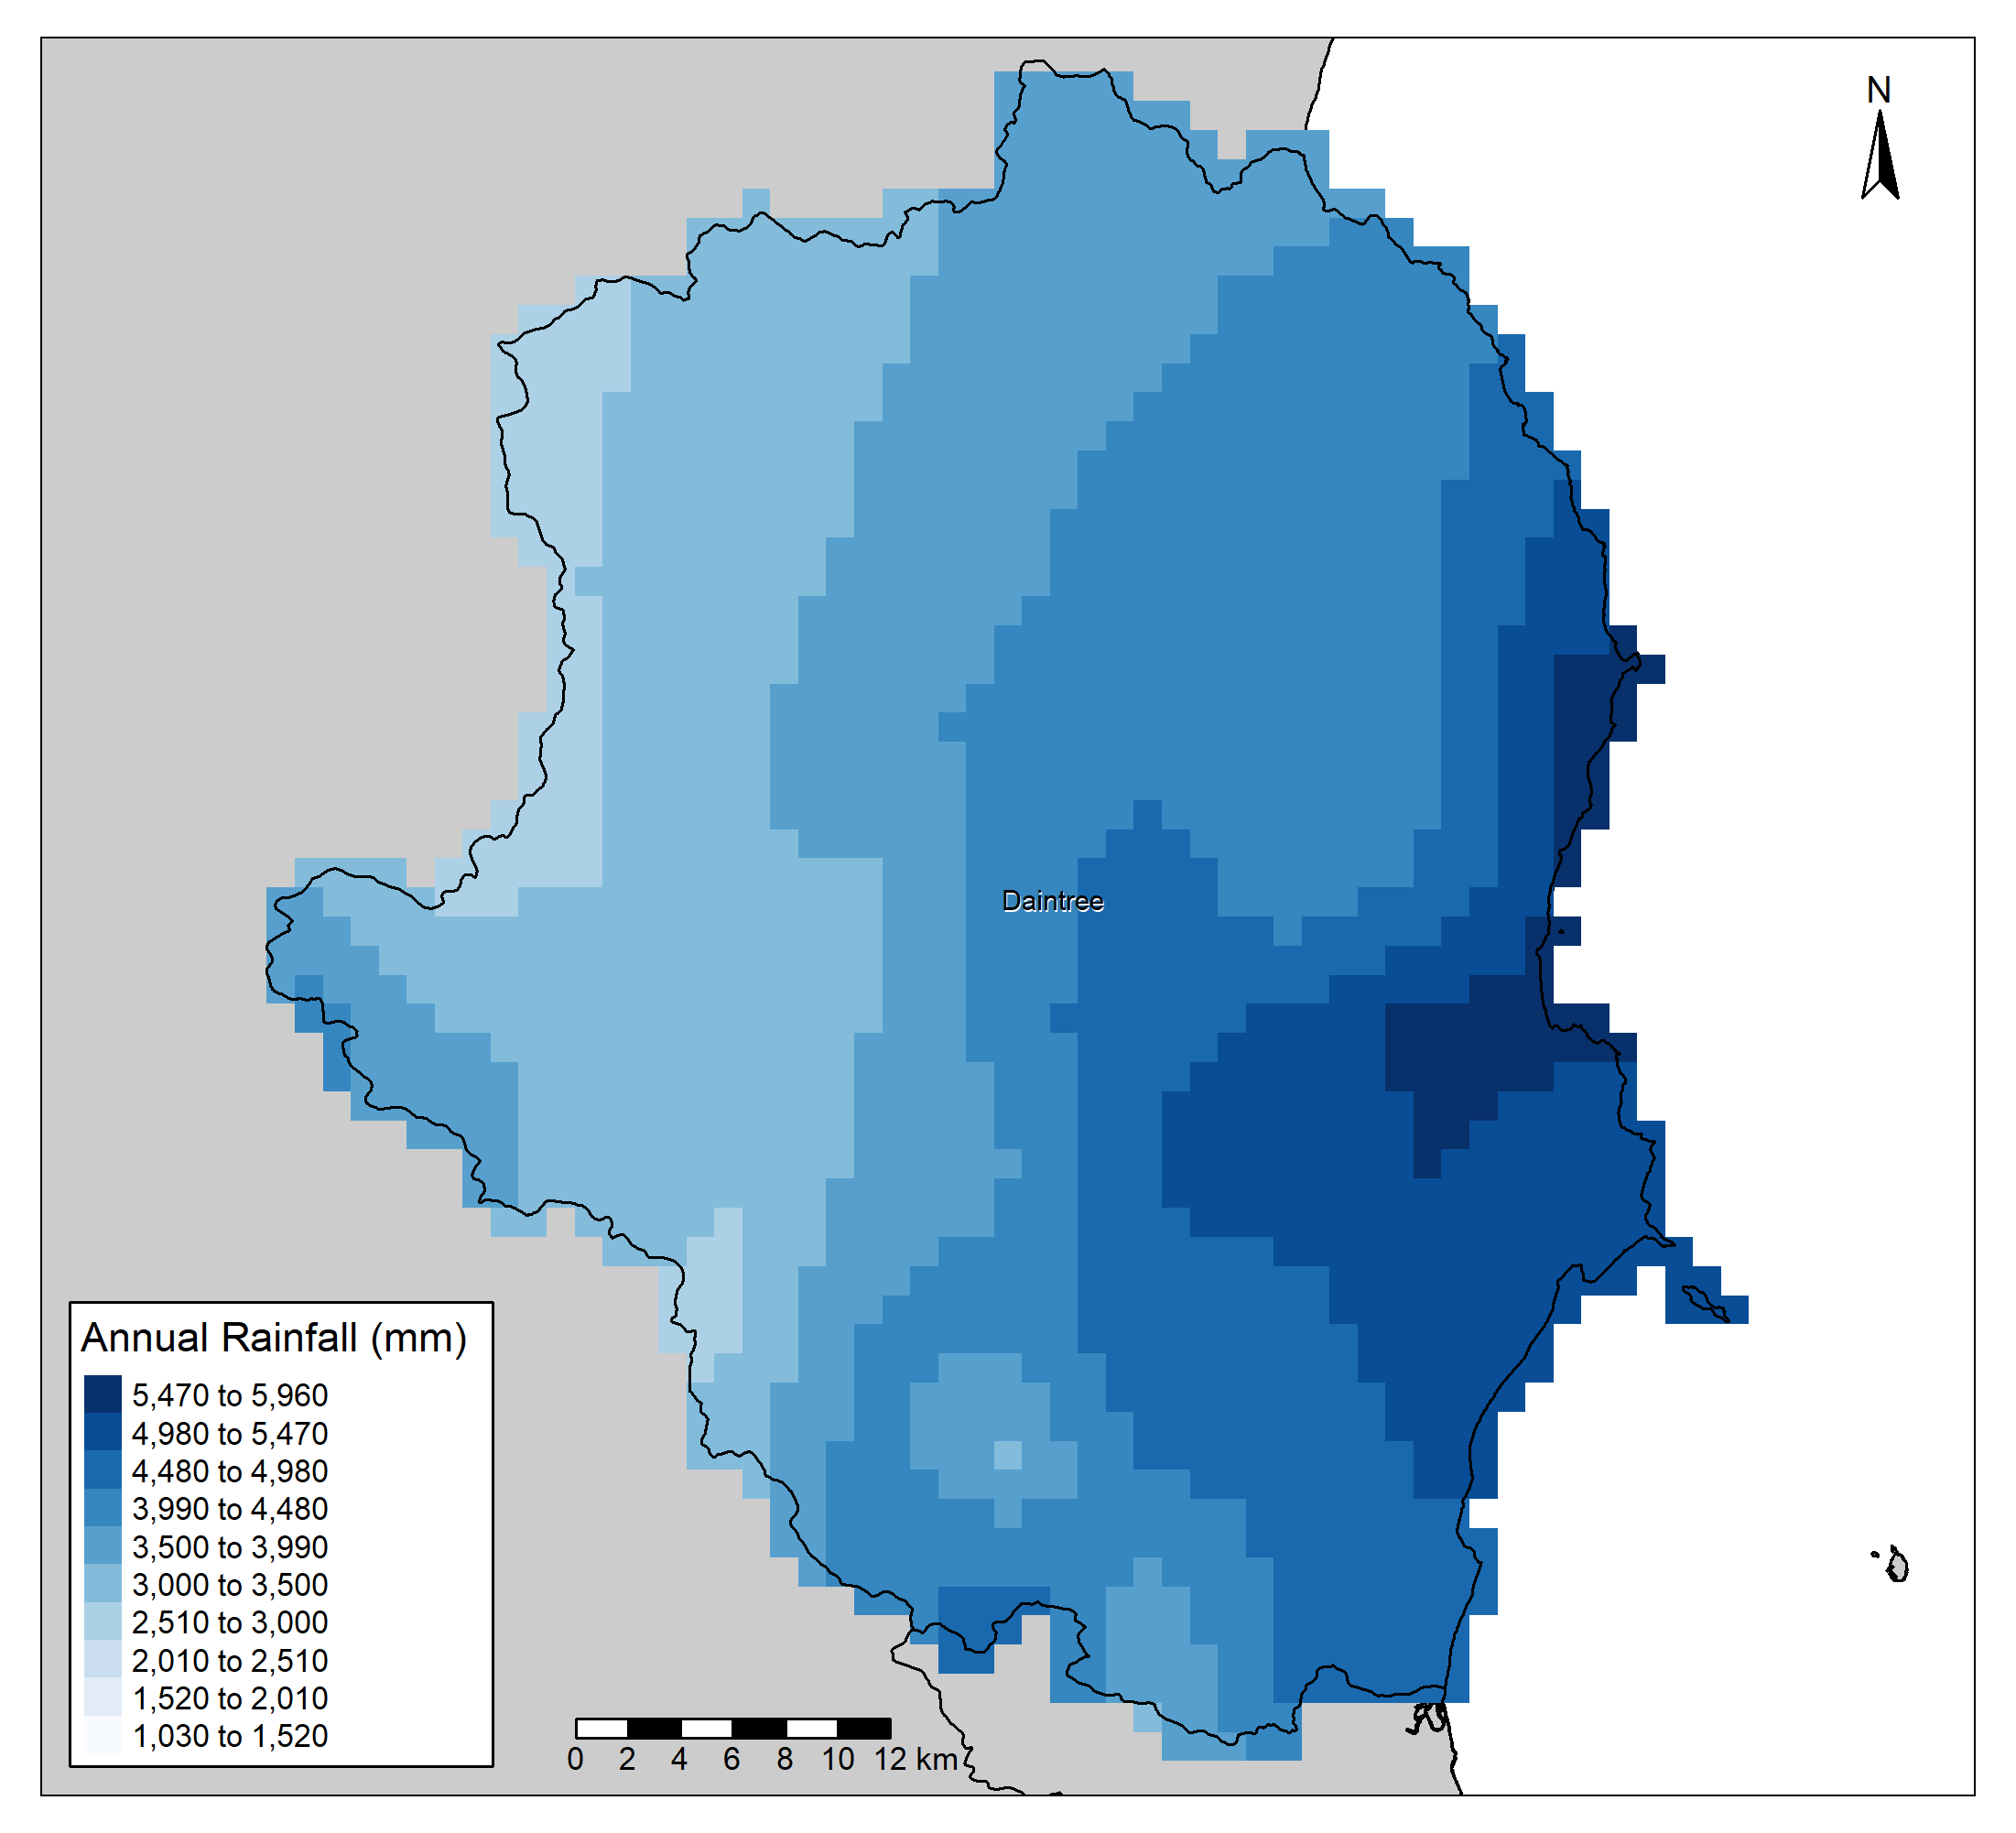 N
Daintree
Annual Rainfall (mm)
5,470 to 5,960
4,980 to 5,470
4,480 to 4,980
3,990 to 4,480
3,500 to 3,990
3,000 to 3,500
2,510 to 3,000
2,010 to 2,510
1,520 to 2,010
1,030 to 1,520
0 2 4 6 8 10 12 km